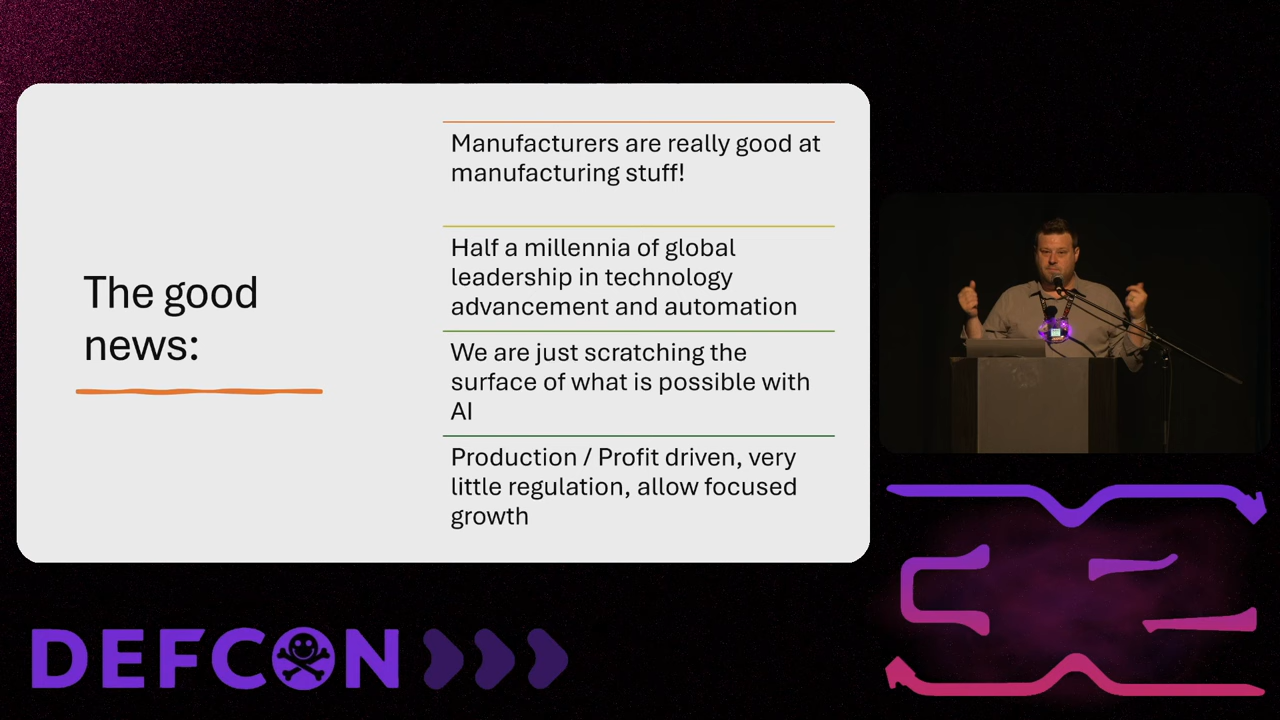 The good
news:
Manufacturers are really good at
manufacturing stuff!
Half a millennia of global
leadership in technology
advancement and automation
We are just scratching the
surface of what is possible with
AI
Production / Profit driven, very
little regulation, allow focused
growth
DEFCON